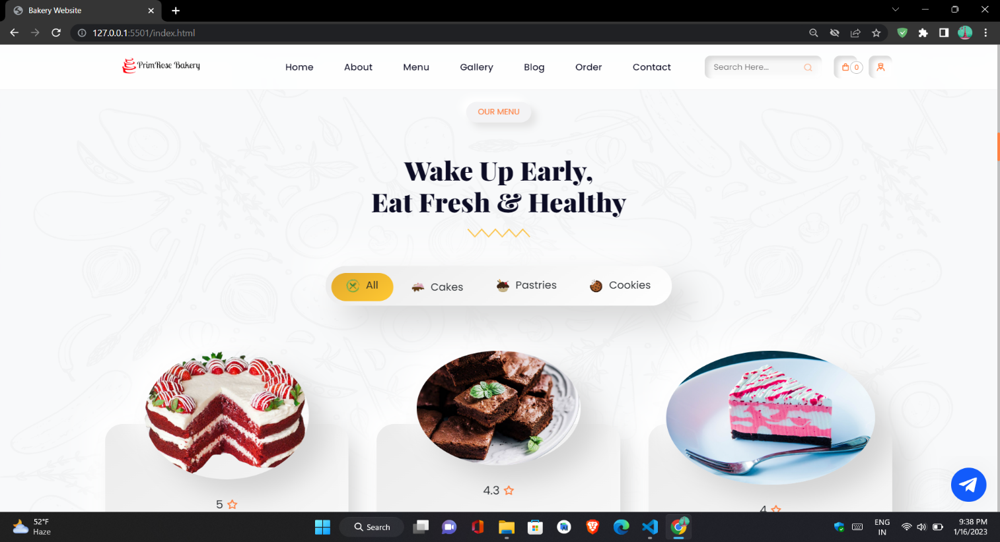 Bakery Website
127.0.0.1:5501/index.html
PrimRose Bakery
Home
About
Menu
Gallery
Blog
Order
Contact
Search Here...
0
OUR MENU
Wake Up Early,
Eat Fresh & Healthy
All
Cakes
Pastries
Cookies
5
4.3
4
52°F
Haze
Search
ENG
IN
9:38 PM
1/16/2023